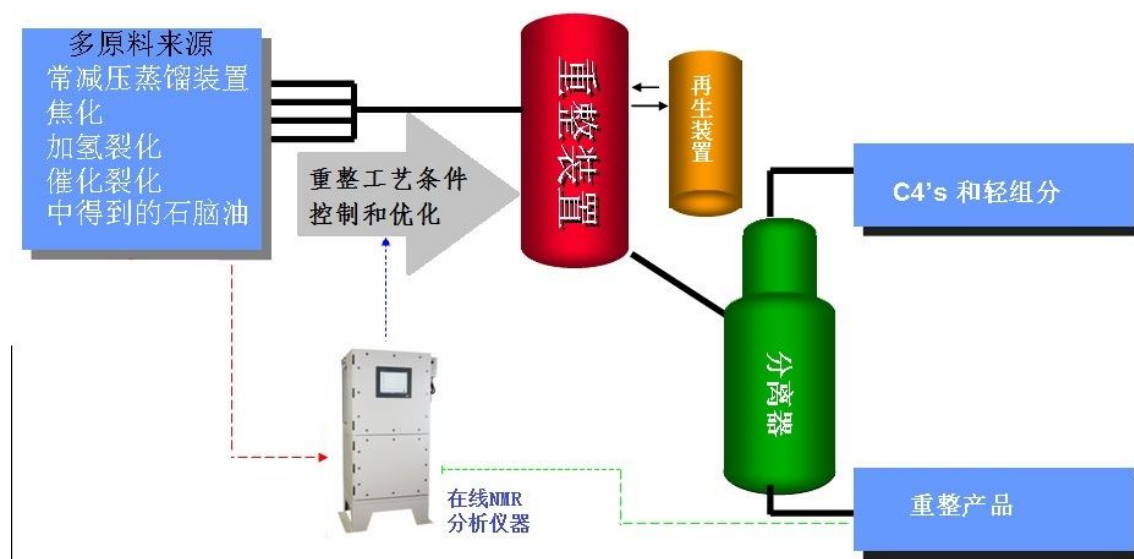 多原料来源
常减压蒸馏装置
焦化
加氢裂化
催化裂化
中得到的石脑油
重整工艺条件
控制和优化
重整装置
再生装置
C4's 和轻组分
分离器
在线NMR
分析仪器
重整产品